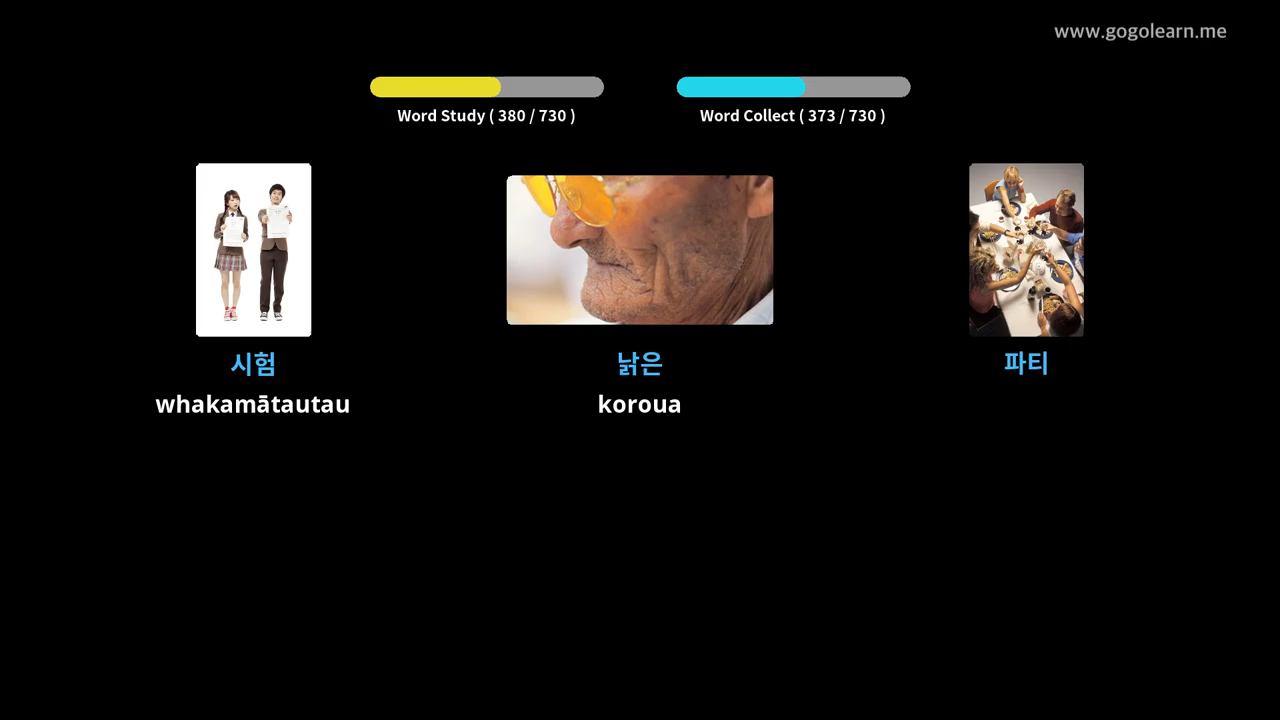 www.gogolearn.me
Word Study ( 380 / 730 )
Word Collect ( 373 / 730 )
시험
낡은
파티
whakamātautau
koroua